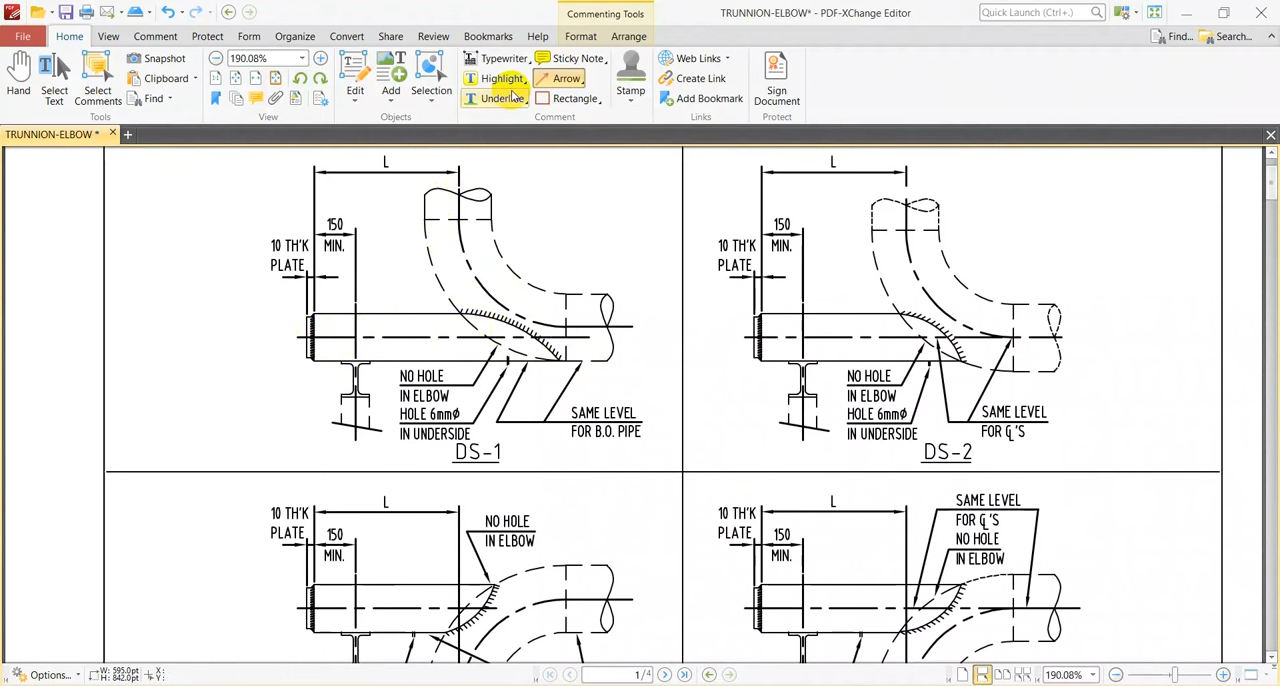 Commenting Tools
TRUNNION-ELBOW* - PDF-XChange Editor
Quick Launch (Ctrl+.)
File Home View Comment Protect Form Organize Convert Share Review Bookmarks Help Format Arrange
Find... Search...
Hand
Select Text
Select Comments
Snapshot
Clipboard
Find
Tools
190.08%
View
Edit
Add
Selection
Objects
Typewriter
Highlight
Underline
Sticky Note
Arrow
Rectangle
Stamp
Comment
Web Links
Create Link
Add Bookmark
Links
Sign Document
Protect
TRUNNION-ELBOW *
L
150
MIN.
10 TH'K
PLATE
NO HOLE
IN ELBOW
HOLE 6mmø
IN UNDERSIDE
SAME LEVEL
FOR B.O. PIPE
DS-1
L
150
MIN.
10 TH'K
PLATE
NO HOLE
IN ELBOW
HOLE 6mmø
IN UNDERSIDE
SAME LEVEL
FOR ℄'S
DS-2
L
10 TH'K
PLATE
150
MIN.
NO HOLE
IN ELBOW
L
10 TH'K
PLATE
150
MIN.
SAME LEVEL
FOR ℄'S
NO HOLE
IN ELBOW
Options...
W: 595.0pt
H: 842.0pt
X:
Y:
1/4
190.08%